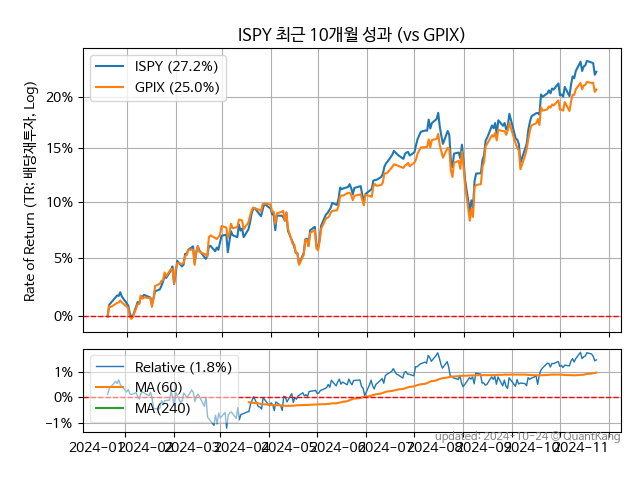 ISPY 최근 10개월 성과 (vs GPIX)
ISPY (27.2%)
GPIX (25.0%)
Rate of Return (TR: 배당재투자, Log)
20%
15%
10%
5%
0%
Relative (1.8%)
MA(60)
MA(240)
1%
0%
−1%
updated: 2024-10-24 © QuantKang
2024-01
2024-02
2024-03
2024-04
2024-05
2024-06
2024-07
2024-08
2024-09
2024-10
2024-11